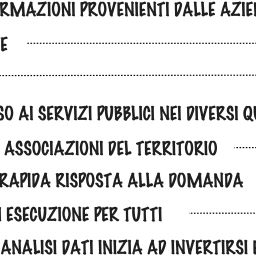 RMAZIONI PROVENIENTI DALLE AZIE
E
SO AI SERVIZI PUBBLICI NEI DIVERSI QU
ASSOCIAZIONI DEL TERRITORIO
RAPIDA RISPOSTA ALLA DOMANDA
I ESECUZIONE PER TUTTI
ANALISI DATI INIZIA AD INVERTIRSI